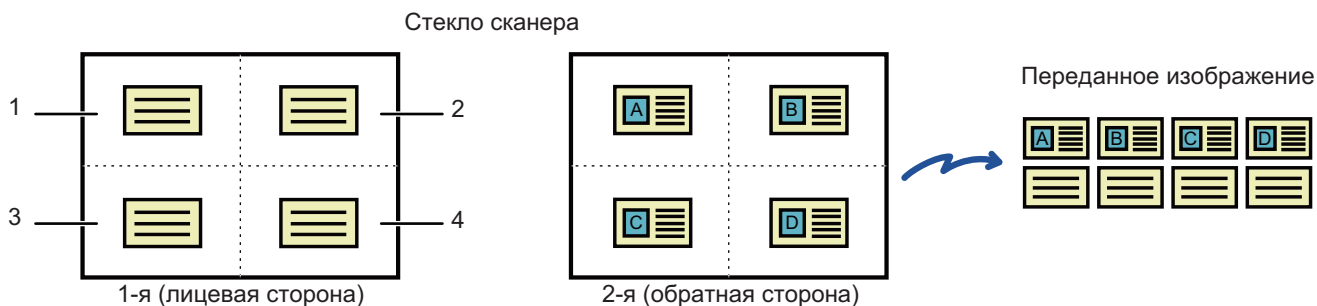 Стекло сканера
Переданное изображение
1
2
3
4
A
B
C
D
A B C D
1-я (лицевая сторона)
2-я (обратная сторона)